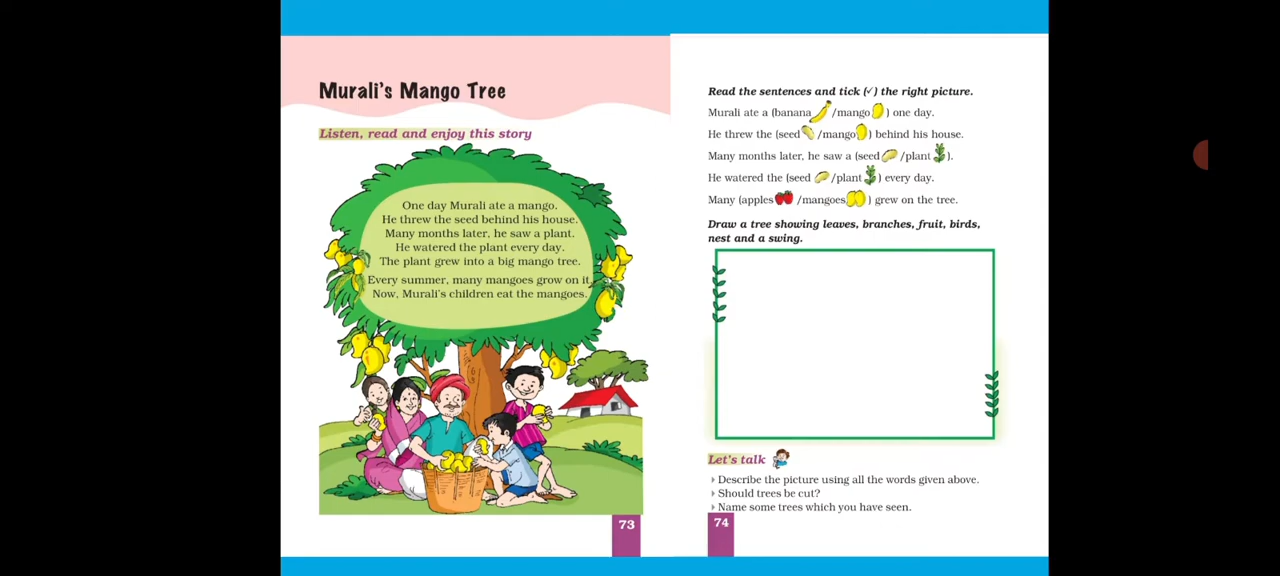 Murali's Mango Tree
Listen, read and enjoy this story
One day Murali ate a mango.
He threw the seed behind his house.
Many months later, he saw a plant.
He watered the plant every day.
The plant grew into a big mango tree.
Every summer, many mangoes grow on it.
Now, Murali's children eat the mangoes.
73
Read the sentences and tick (✓) the right picture.
Murali ate a (banana /mango ) one day.
He threw the (seed /mango ) behind his house.
Many months later, he saw a (seed /plant ).
He watered the (seed /plant ) every day.
Many (apples /mangoes ) grew on the tree.
Draw a tree showing leaves, branches, fruit, birds,
nest and a swing.
Let's talk
Describe the picture using all the words given above.
Should trees be cut?
Name some trees which you have seen.
74